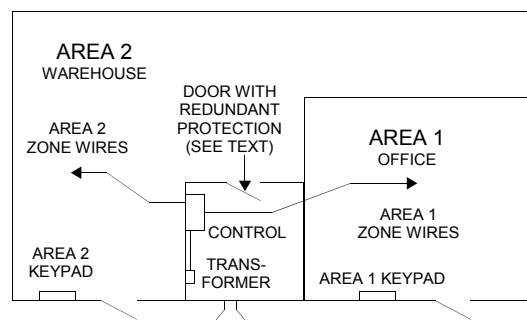 AREA 2
WAREHOUSE
DOOR WITH
REDUNDANT
PROTECTION
(SEE TEXT)
AREA 2
ZONE WIRES
AREA 1
OFFICE
AREA 1
ZONE WIRES
CONTROL
AREA 2
KEYPAD
TRANS-
FORMER
AREA 1 KEYPAD